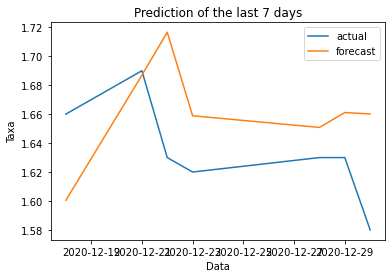 Prediction of the last 7 days
actual
forecast
Taxa
1.72
1.70
1.68
1.66
1.64
1.62
1.60
1.58
2020-12-19 2020-12-21 2020-12-23 2020-12-25 2020-12-27 2020-12-29
Data